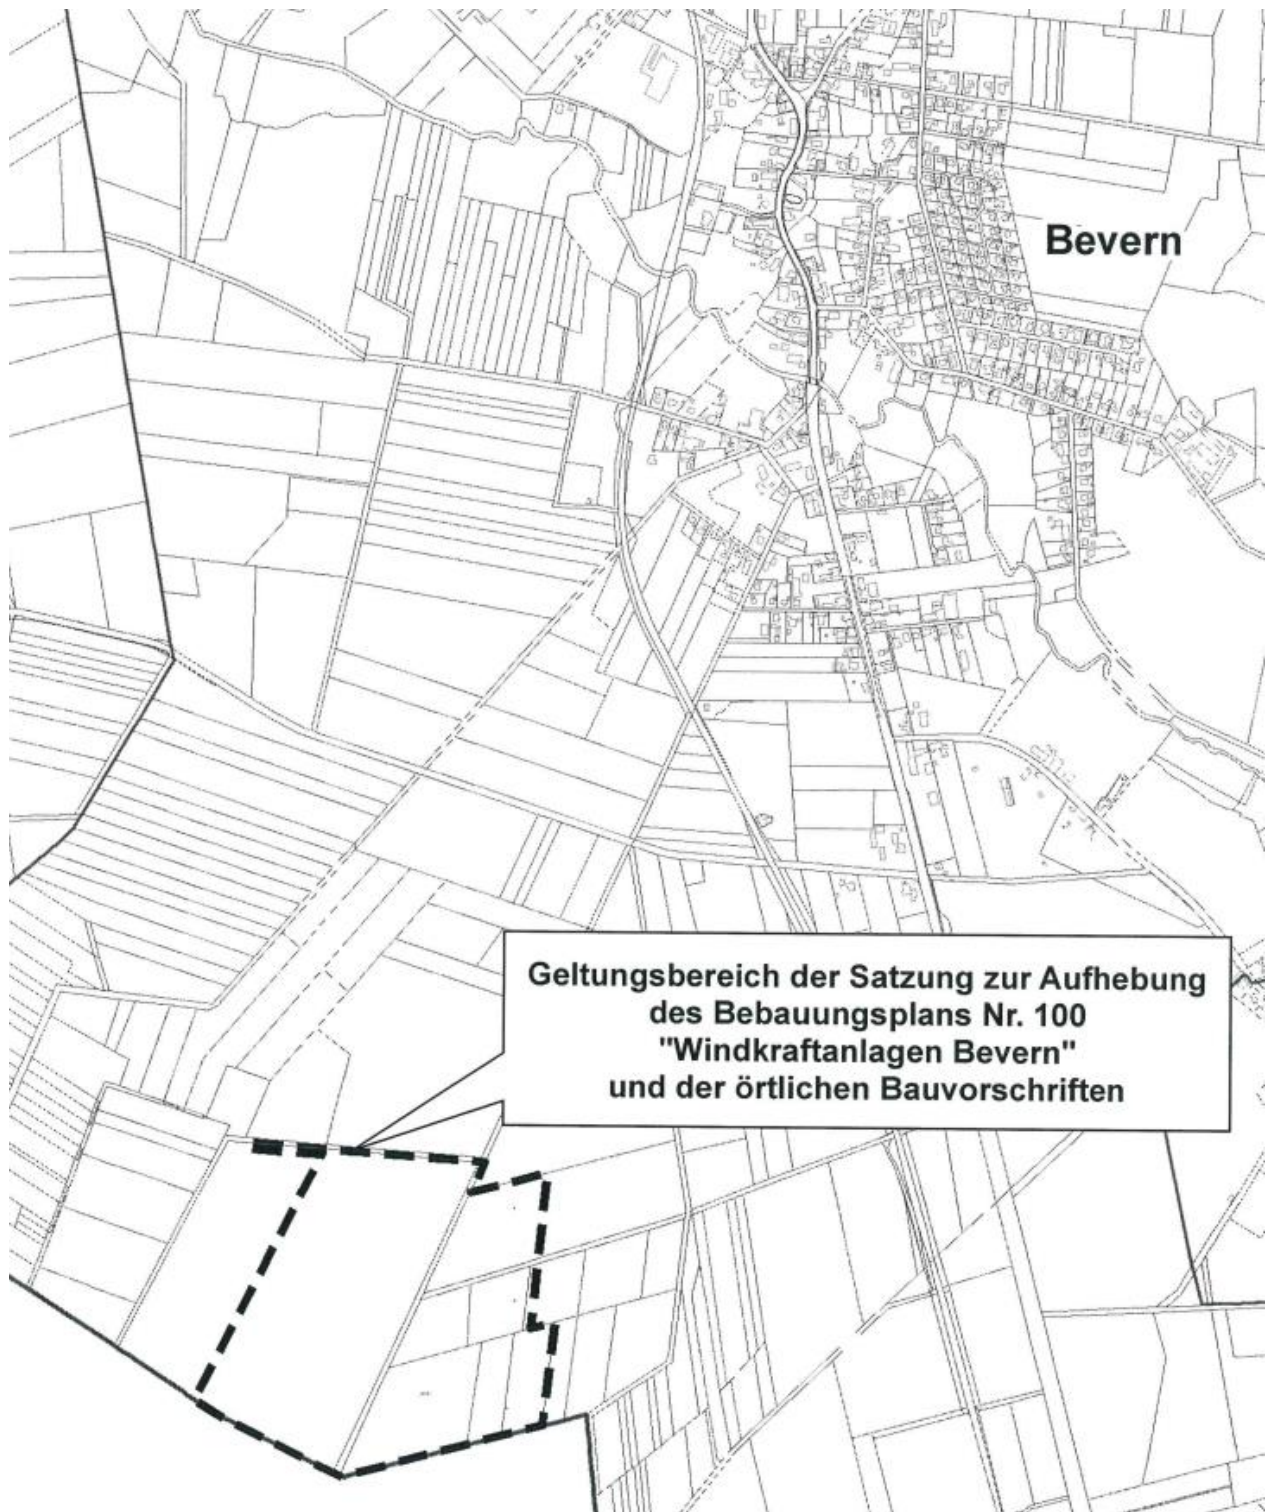 Bevern
Geltungsbereich der Satzung zur Aufhebung
des Bebauungsplans Nr. 100
"Windkraftanlagen Bevern"
und der örtlichen Bauvorschriften